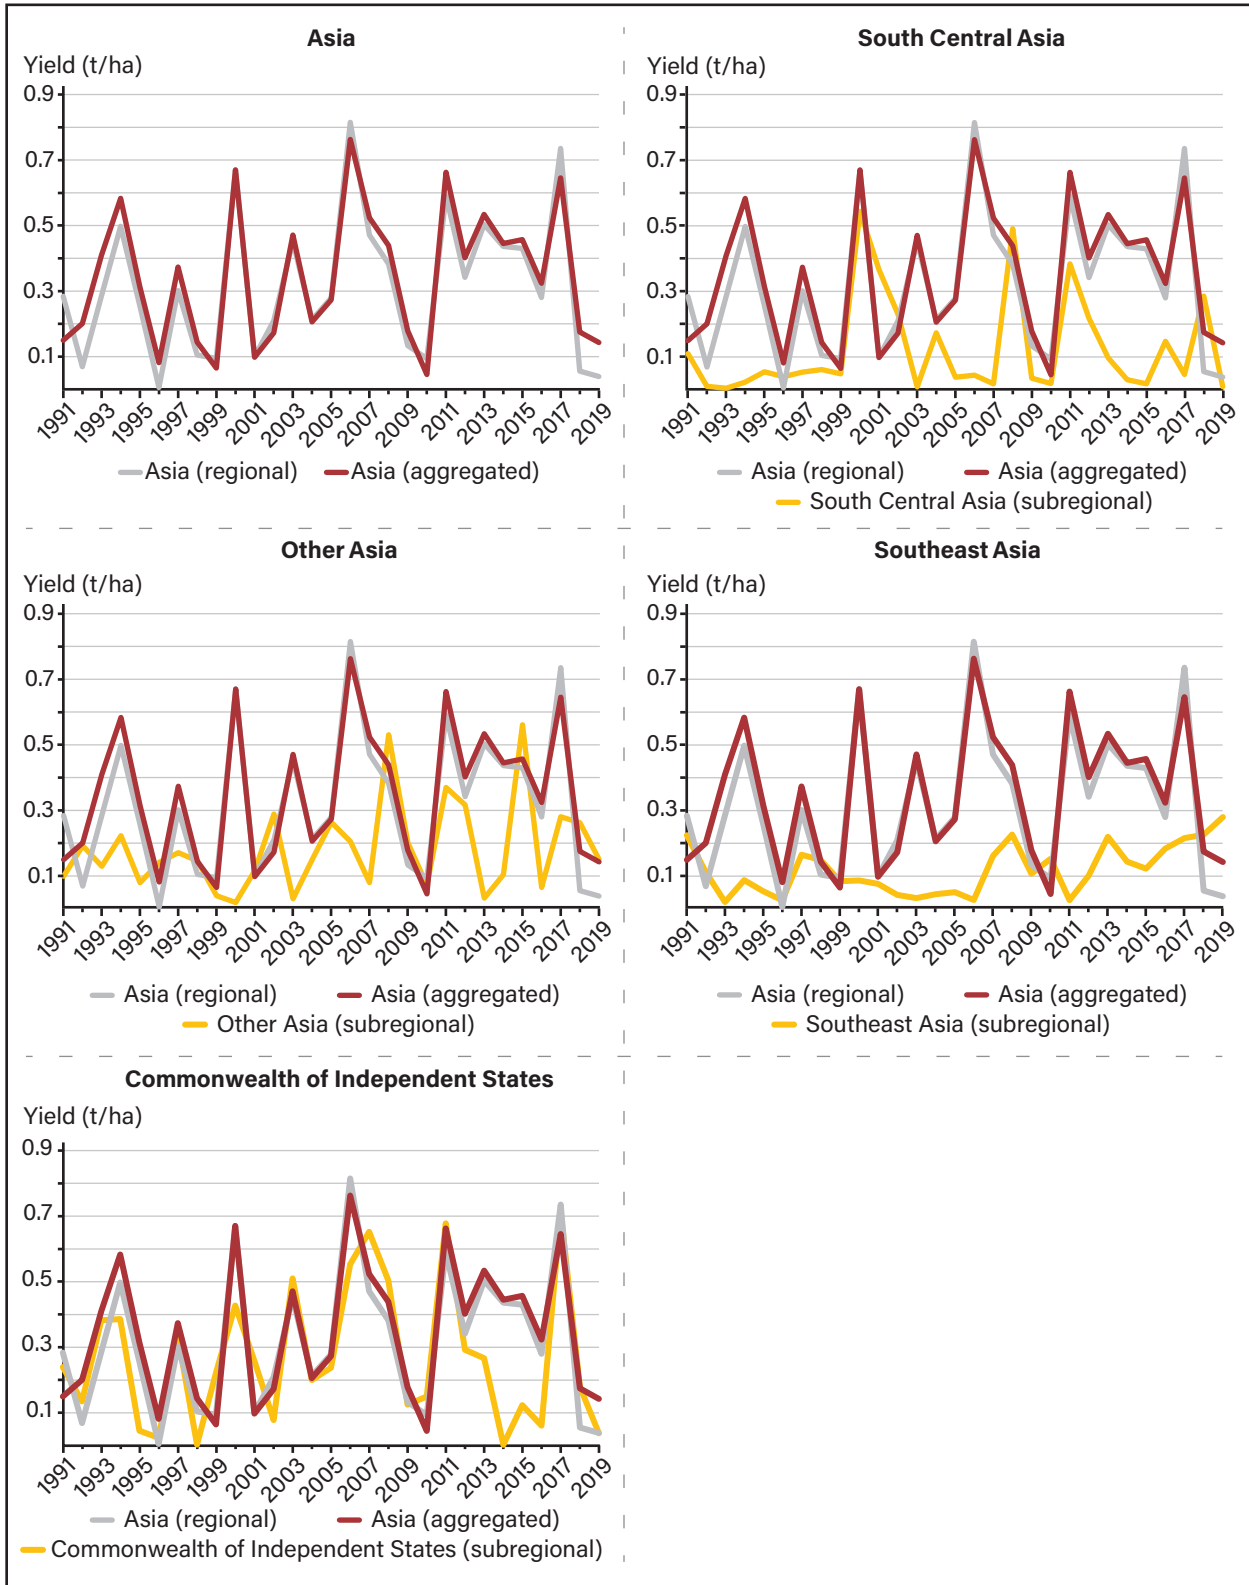 Asia
Yield (t/ha)
0.9
0.7
0.5
0.3
0.1
1991 1993 1995 1997 1999 2001 2003 2005 2007 2009 2011 2013 2015 2017 2019
Asia (regional) Asia (aggregated)
South Central Asia
Yield (t/ha)
0.9
0.7
0.5
0.3
0.1
1991 1993 1995 1997 1999 2001 2003 2005 2007 2009 2011 2013 2015 2017 2019
Asia (regional) Asia (aggregated)
South Central Asia (subregional)
Other Asia
Yield (t/ha)
0.9
0.7
0.5
0.3
0.1
1991 1993 1995 1997 1999 2001 2003 2005 2007 2009 2011 2013 2015 2017 2019
Asia (regional) Asia (aggregated)
Other Asia (subregional)
Southeast Asia
Yield (t/ha)
0.9
0.7
0.5
0.3
0.1
1991 1993 1995 1997 1999 2001 2003 2005 2007 2009 2011 2013 2015 2017 2019
Asia (regional) Asia (aggregated)
Southeast Asia (subregional)
Commonwealth of Independent States
Yield (t/ha)
0.9
0.7
0.5
0.3
0.1
1991 1993 1995 1997 1999 2001 2003 2005 2007 2009 2011 2013 2015 2017 2019
Asia (regional) Asia (aggregated)
Commonwealth of Independent States (subregional)